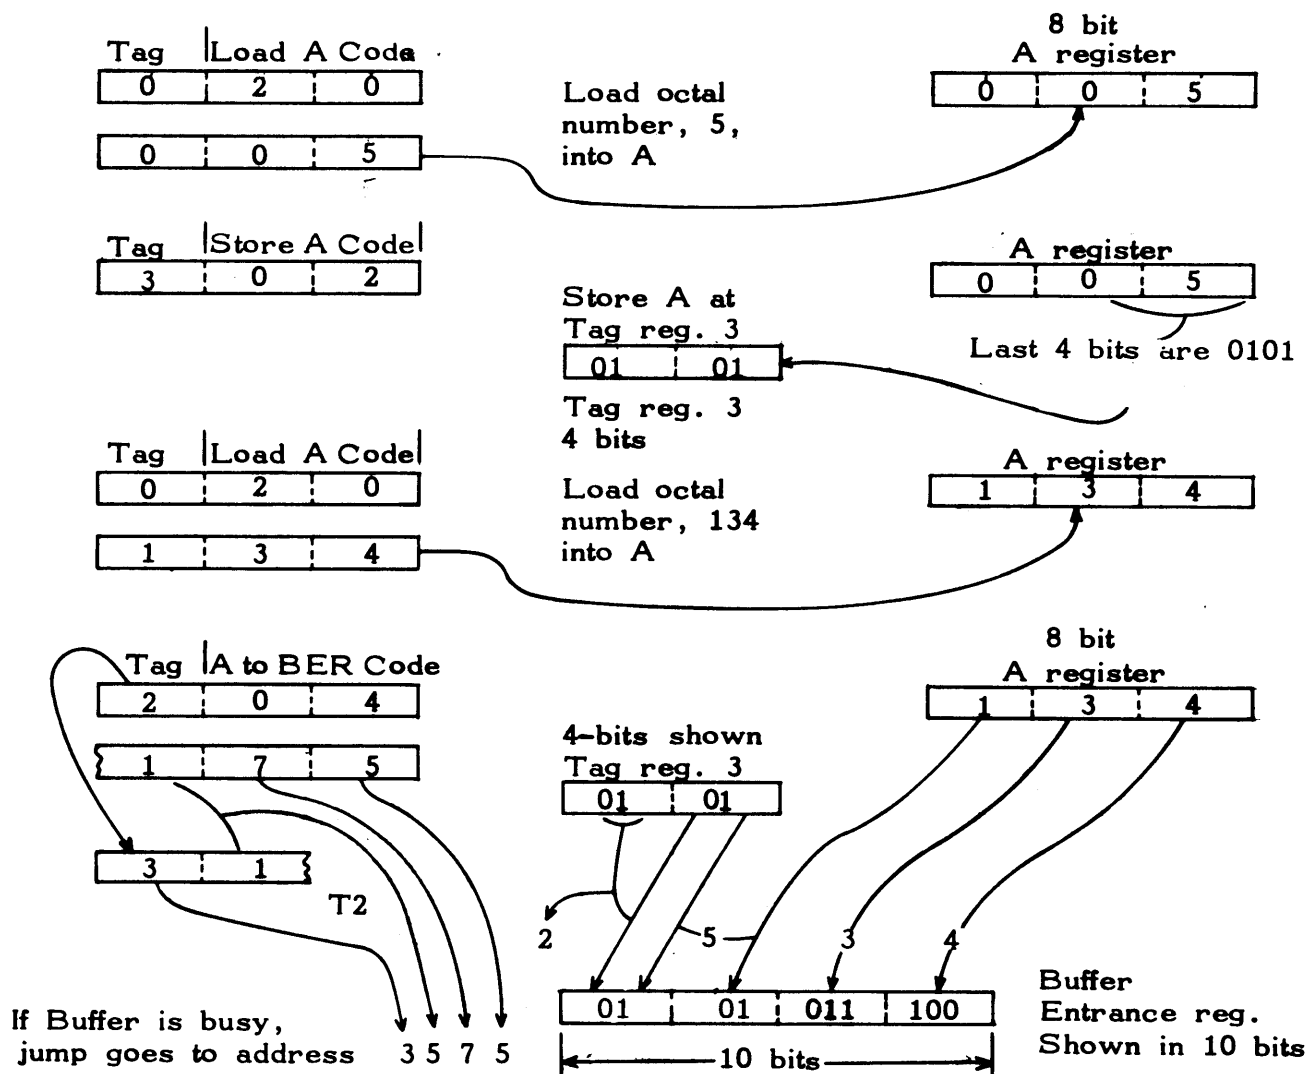 8 bit
Tag Load A Code
A register
0 2 0
0 0 5
Load octal
number, 5,
into A
0 0 5
Tag Store A Code
3 0 2
A register
0 0 5
Store A at
Tag reg. 3
Last 4 bits are 0101
01 01
Tag reg. 3
4 bits
Tag Load A Code
0 2 0
A register
1 3 4
Load octal
number, 134
into A
1 3 4
8 bit
Tag A to BER Code
A register
2 0 4
1 3 4
4-bits shown
Tag reg. 3
1 7 5
01 01
3 1
T2
2 5 3 4
01 01 011 100
Buffer
Entrance reg.
Shown in 10 bits
If Buffer is busy,
jump goes to address 3 5 7 5
10 bits